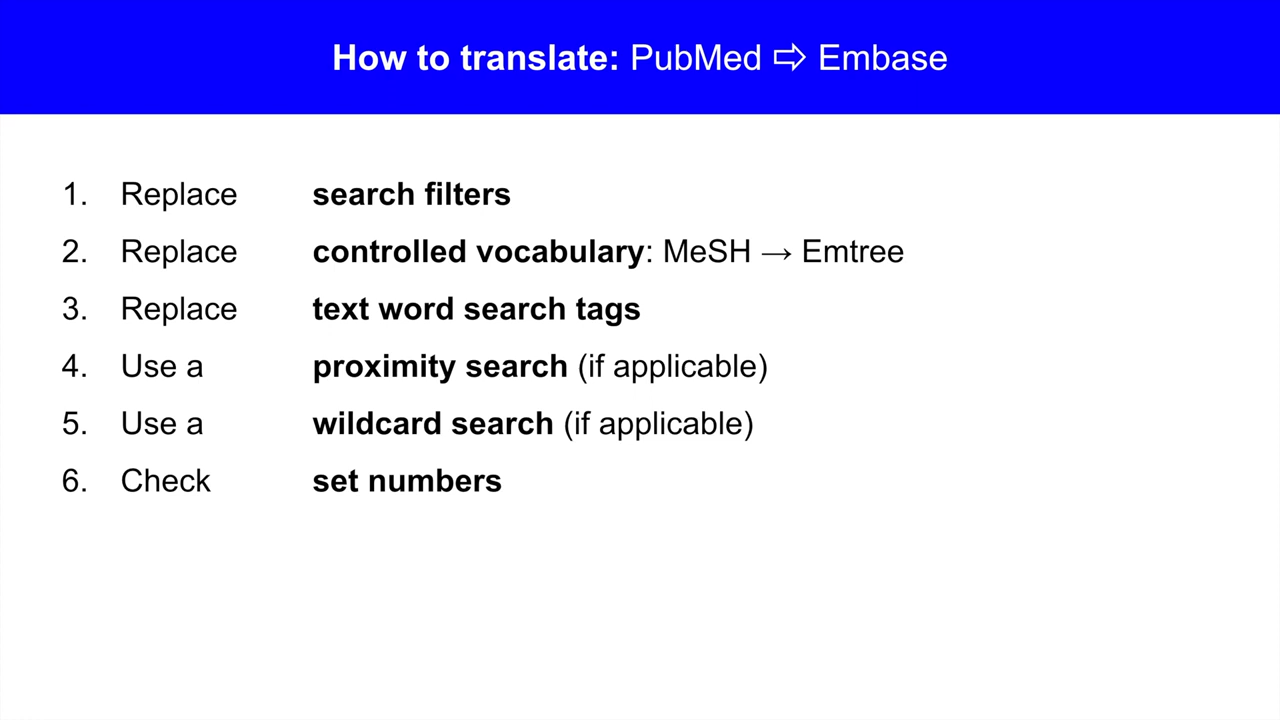 How to translate: PubMed ⇨ Embase
1. Replace search filters
2. Replace controlled vocabulary: MeSH → Emtree
3. Replace text word search tags
4. Use a proximity search (if applicable)
5. Use a wildcard search (if applicable)
6. Check set numbers